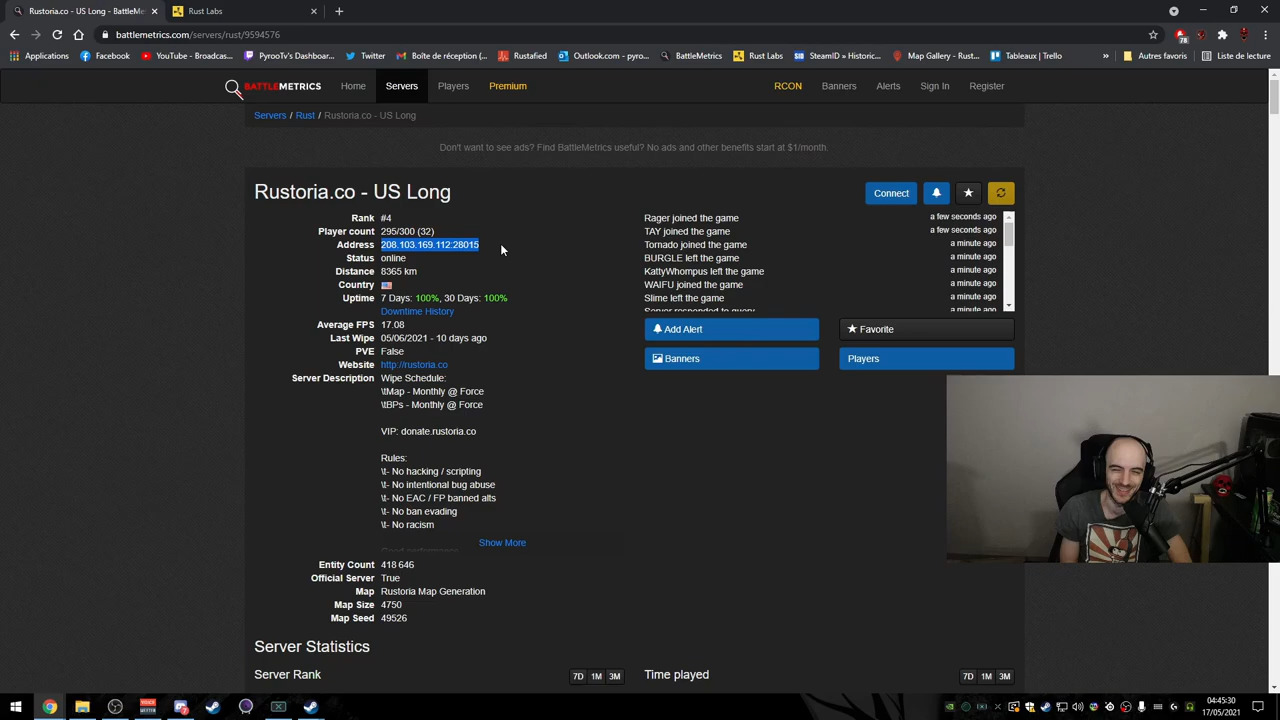 Rustoria.co - US Long - BattleMe
Rust Labs
battlemetrics.com/servers/rust/9594576
78
Applications
Facebook
YouTube - Broadcas...
PyrooTv's Dashboar...
Twitter
Boîte de réception (...
Rustafied
Outlook.com - pyro...
BattleMetrics
Rust Labs
SteamID » Historic...
Map Gallery - Rust...
Tableaux | Trello
»
Autres favoris
Liste de lecture
BATTLEMETRICS
Home
Servers
Players
Premium
RCON
Banners
Alerts
Sign In
Register
Servers / Rust / Rustoria.co - US Long
Don't want to see ads? Find BattleMetrics useful? No ads and other benefits start at $1/month.
Rustoria.co - US Long
Connect
Rank #4
Player count 295/300 (32)
Address 208.103.169.112:28015
Status online
Distance 8365 km
Country
Uptime 7 Days: 100%, 30 Days: 100%
Downtime History
Average FPS 17.08
Last Wipe 05/06/2021 - 10 days ago
PVE False
Website http://rustoria.co
Server Description Wipe Schedule:
\tMap - Monthly @ Force
\tBPs - Monthly @ Force
VIP: donate.rustoria.co
Rules:
\t- No hacking / scripting
\t- No intentional bug abuse
\t- No EAC / FP banned alts
\t- No ban evading
\t- No racism
Good performance
Show More
Entity Count 418 646
Official Server True
Map Rustoria Map Generation
Map Size 4750
Map Seed 49526
Rager joined the game a few seconds ago
TAY joined the game a few seconds ago
Tornado joined the game a minute ago
BURGLE left the game a minute ago
KattyWhompus left the game a minute ago
WAIFU joined the game a minute ago
Slime left the game a minute ago
Server responded to query a minute ago
Add Alert
Favorite
Banners
Players
Server Statistics
Server Rank
7D 1M 3M
Time played
7D 1M 3M
04:45:30
17/05/2021